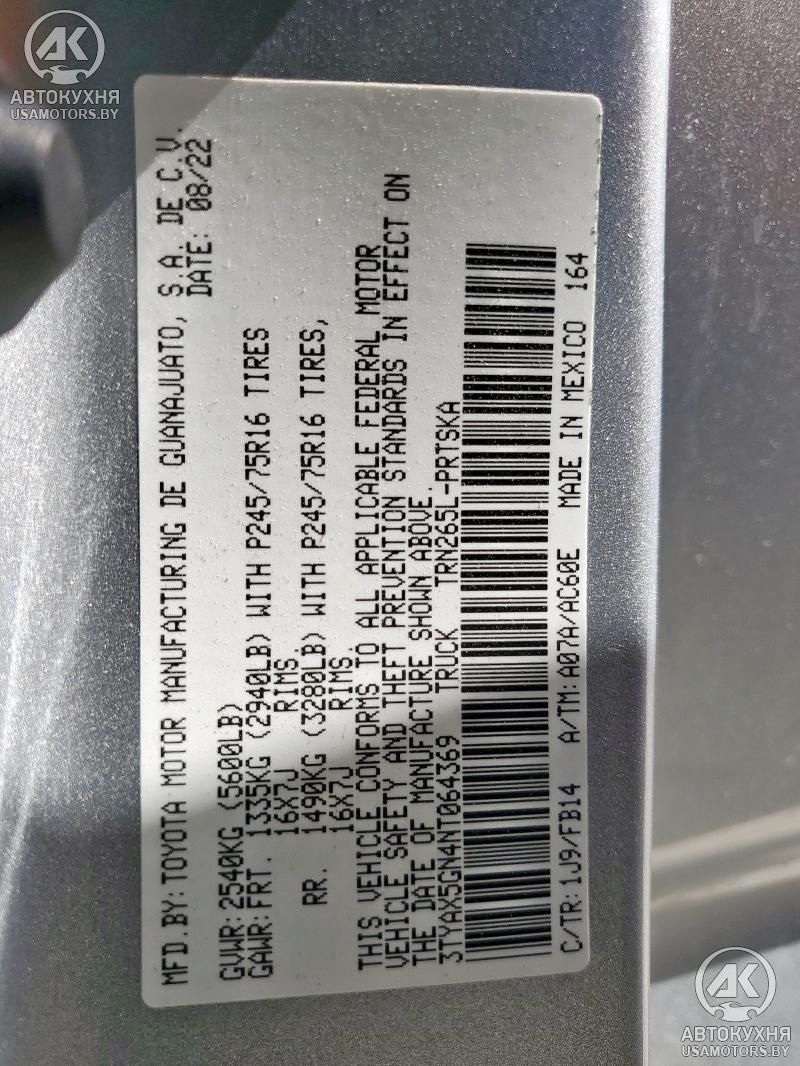 AK
АВТОКУХНЯ
USAMOTORS.BY
MFD.BY:TOYOTA MOTOR MANUFACTURING DE GUANAJUATO, S.A. DE C.V.
DATE: 08/22
GVWR:2540KG (5600LB)
GAWR:FRT. 1335KG (2940LB) WITH P245/75R16 TIRES
16X7J RIMS.
RR. 1490KG (3280LB) WITH P245/75R16 TIRES,
16X7J RIMS.
THIS VEHICLE CONFORMS TO ALL APPLICABLE FEDERAL MOTOR
VEHICLE SAFETY AND THEFT PREVENTION STANDARDS IN EFFECT ON
THE DATE OF MANUFACTURE SHOWN ABOVE.
3TYAX5GN4NT064369 TRUCK TRN265L-PRTSKA
C/TR:1J9/FB14 A/TM:A07A/AC60E MADE IN MEXICO 164
AK
АВТОКУХНЯ
USAMOTORS.BY